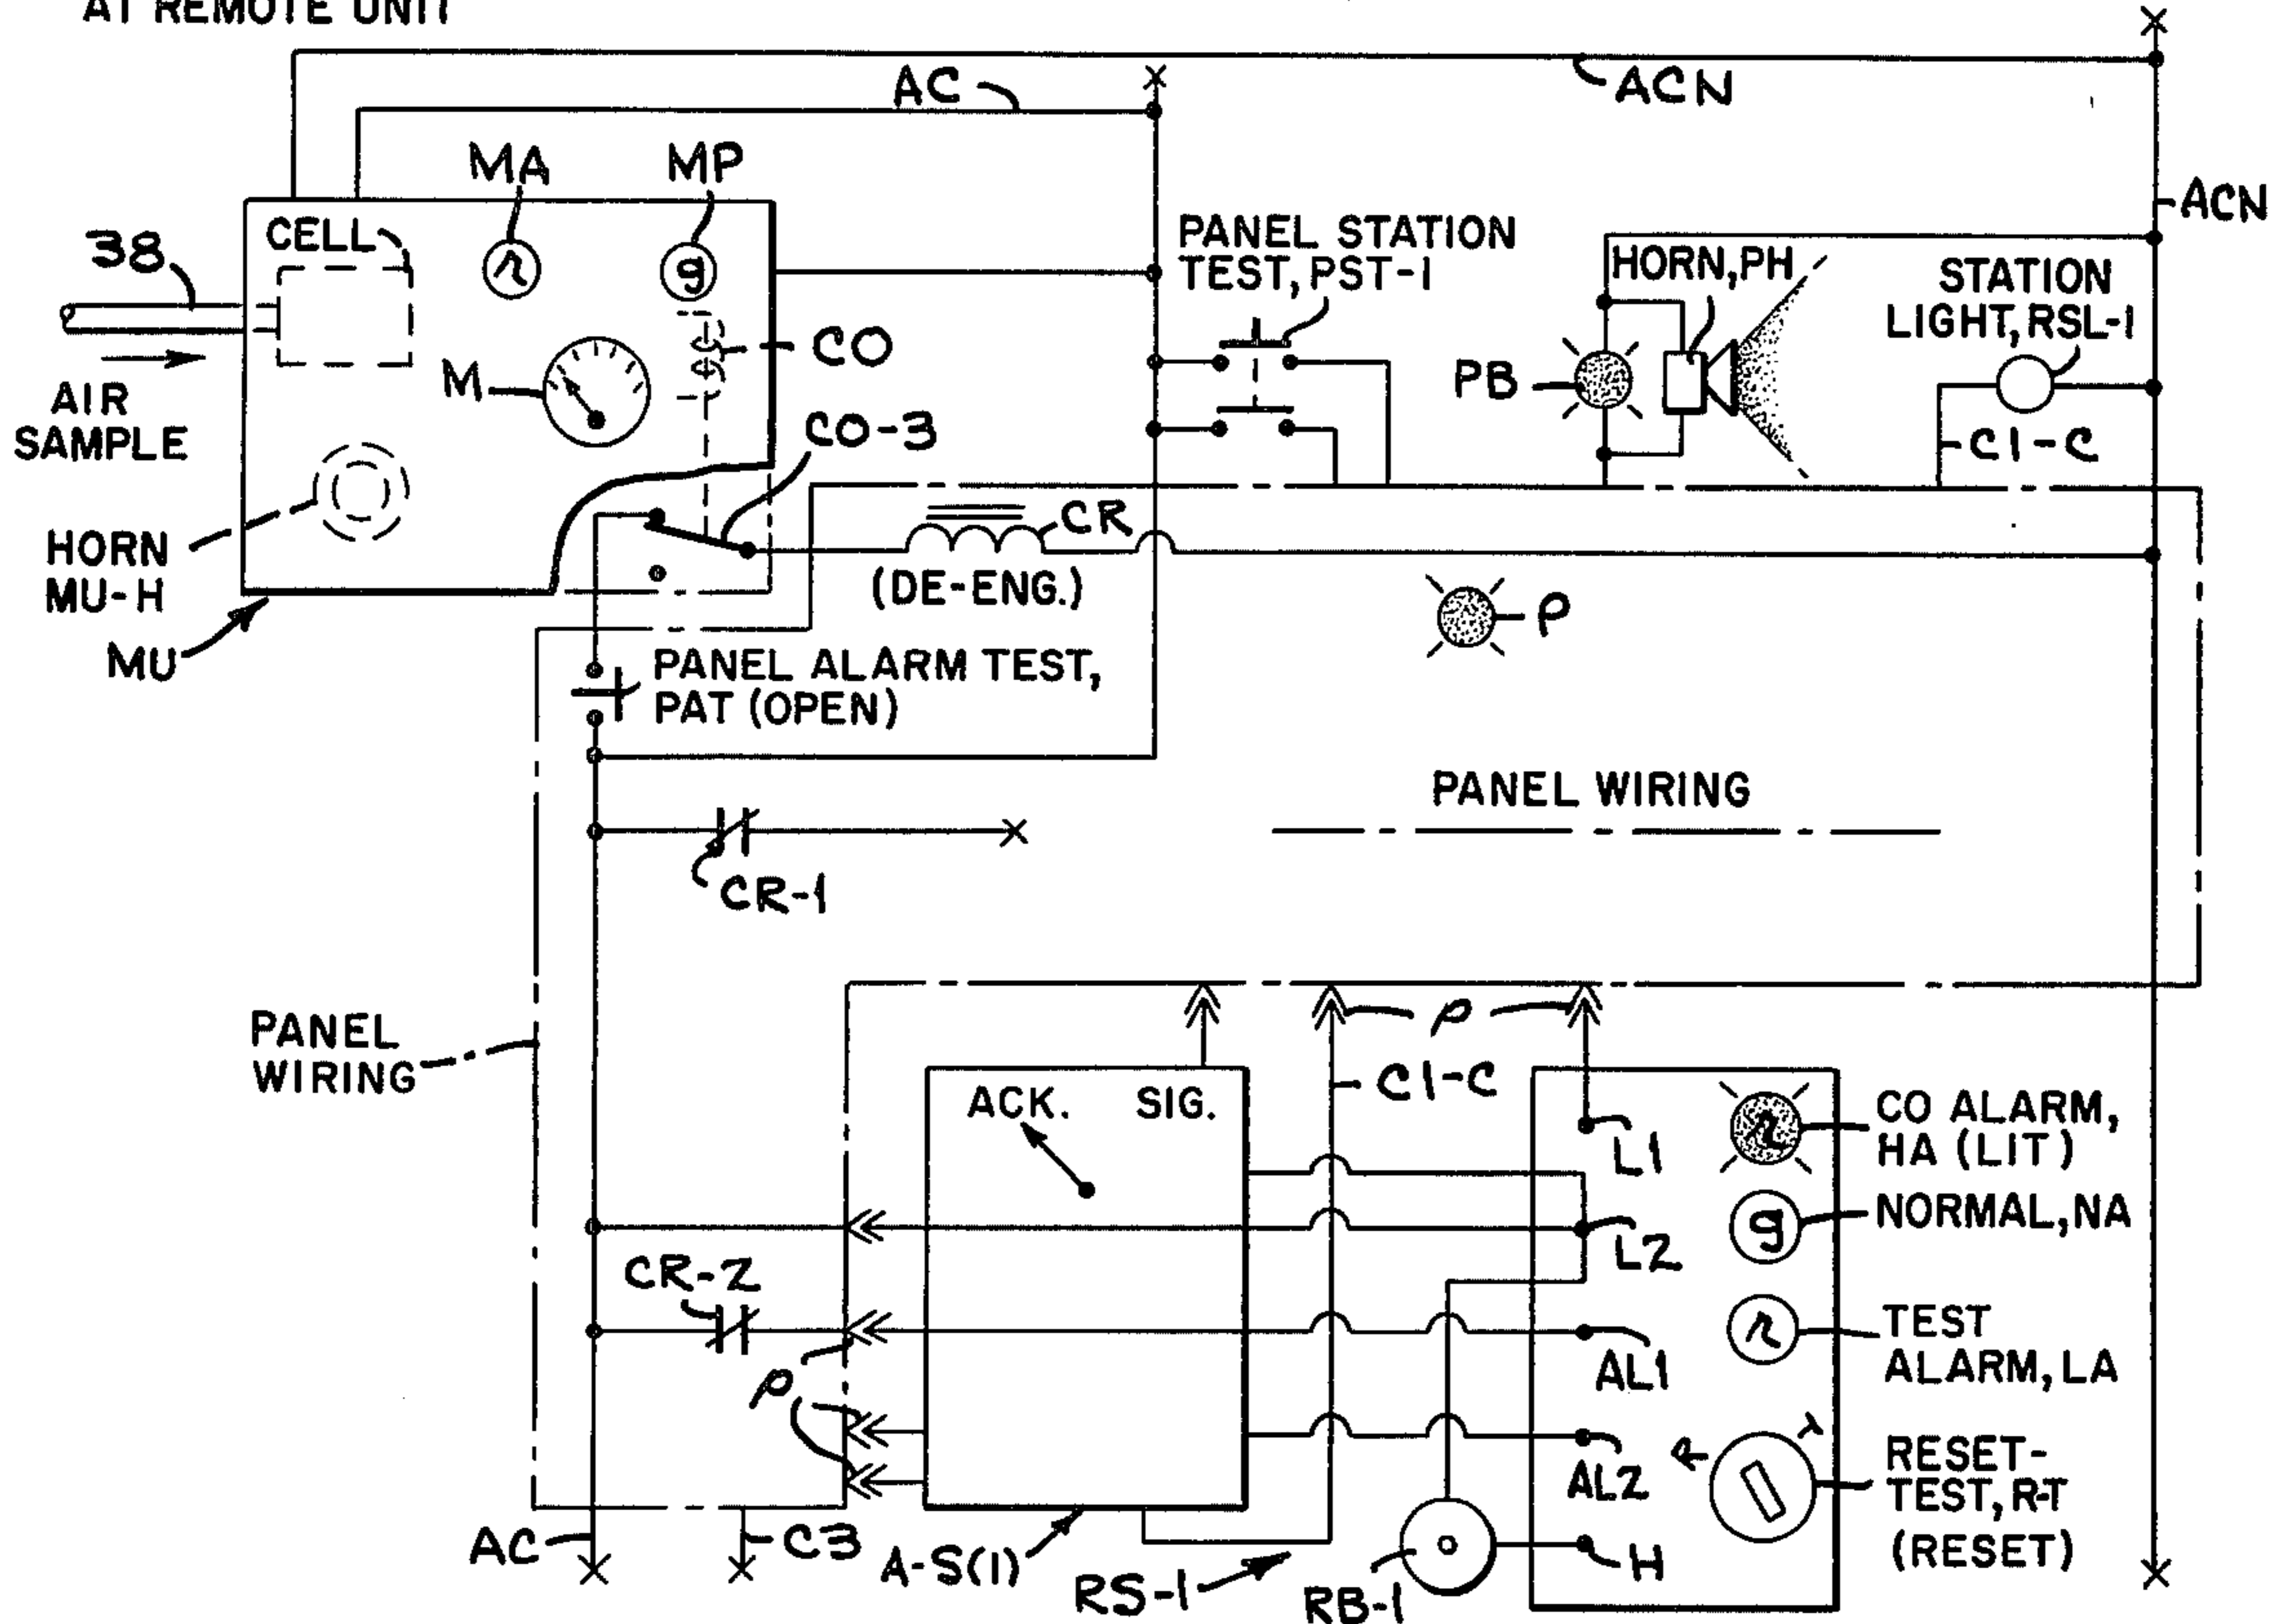 AT REMOTE UNIT
ACN
AC
MA
MP
ACN
CELL
38
r
g
PANEL STATION
TEST, PST-1
HORN, PH
STATION
LIGHT, RSL-1
CO
M
PB
AIR
SAMPLE
CO-3
C1-C
CR
HORN
MU-H
(DE-ENG.)
P
MU
PANEL ALARM TEST,
PAT (OPEN)
PANEL WIRING
CR-1
PANEL
WIRING
P
C1-C
ACK. SIG.
L1
r
CO ALARM,
HA (LIT)
g
NORMAL, NA
L2
CR-2
r
TEST
ALARM, LA
AL1
P
AL2
RESET-
TEST, R-T
(RESET)
AC
C3
A-S(1)
RS-1
RB-1
H